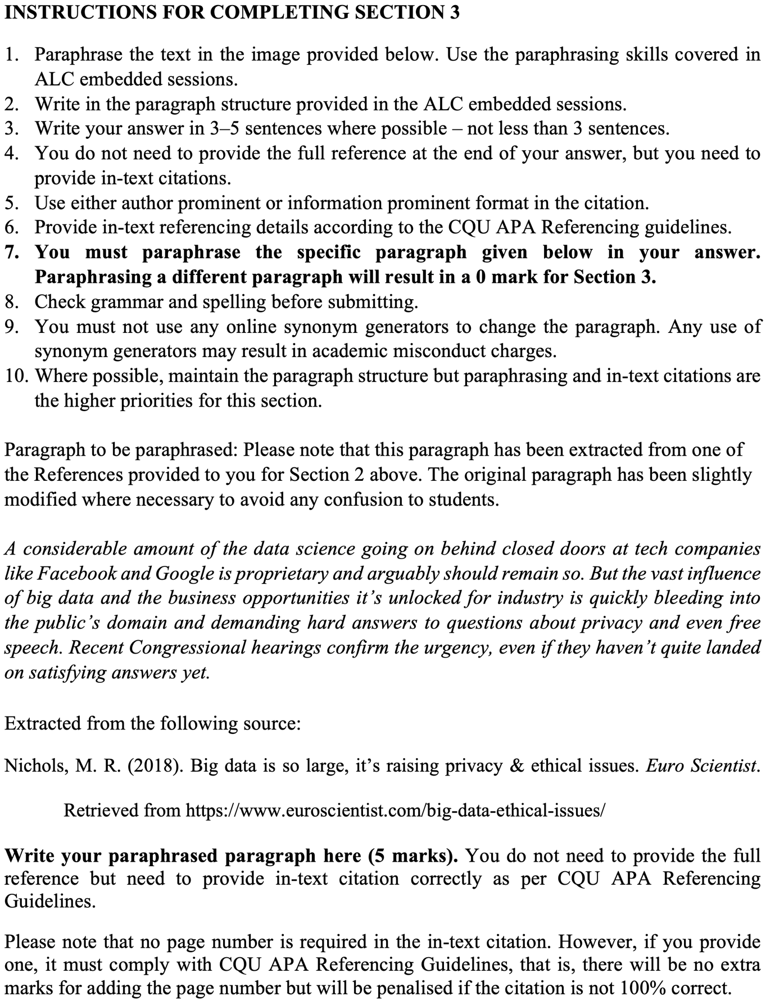 INSTRUCTIONS FOR COMPLETING SECTION 3
1. Paraphrase the text in the image provided below. Use the paraphrasing skills covered in
ALC embedded sessions.
2. Write in the paragraph structure provided in the ALC embedded sessions.
3. Write your answer in 3–5 sentences where possible – not less than 3 sentences.
4. You do not need to provide the full reference at the end of your answer, but you need to
provide in-text citations.
5. Use either author prominent or information prominent format in the citation.
6. Provide in-text referencing details according to the CQU APA Referencing guidelines.
7. You must paraphrase the specific paragraph given below in your answer.
Paraphrasing a different paragraph will result in a 0 mark for Section 3.
8. Check grammar and spelling before submitting.
9. You must not use any online synonym generators to change the paragraph. Any use of
synonym generators may result in academic misconduct charges.
10. Where possible, maintain the paragraph structure but paraphrasing and in-text citations are
the higher priorities for this section.
Paragraph to be paraphrased: Please note that this paragraph has been extracted from one of
the References provided to you for Section 2 above. The original paragraph has been slightly
modified where necessary to avoid any confusion to students.
A considerable amount of the data science going on behind closed doors at tech companies
like Facebook and Google is proprietary and arguably should remain so. But the vast influence
of big data and the business opportunities it’s unlocked for industry is quickly bleeding into
the public’s domain and demanding hard answers to questions about privacy and even free
speech. Recent Congressional hearings confirm the urgency, even if they haven’t quite landed
on satisfying answers yet.
Extracted from the following source:
Nichols, M. R. (2018). Big data is so large, it’s raising privacy & ethical issues. Euro Scientist.
Retrieved from https://www.euroscientist.com/big-data-ethical-issues/
Write your paraphrased paragraph here (5 marks). You do not need to provide the full
reference but need to provide in-text citation correctly as per CQU APA Referencing
Guidelines.
Please note that no page number is required in the in-text citation. However, if you provide
one, it must comply with CQU APA Referencing Guidelines, that is, there will be no extra
marks for adding the page number but will be penalised if the citation is not 100% correct.